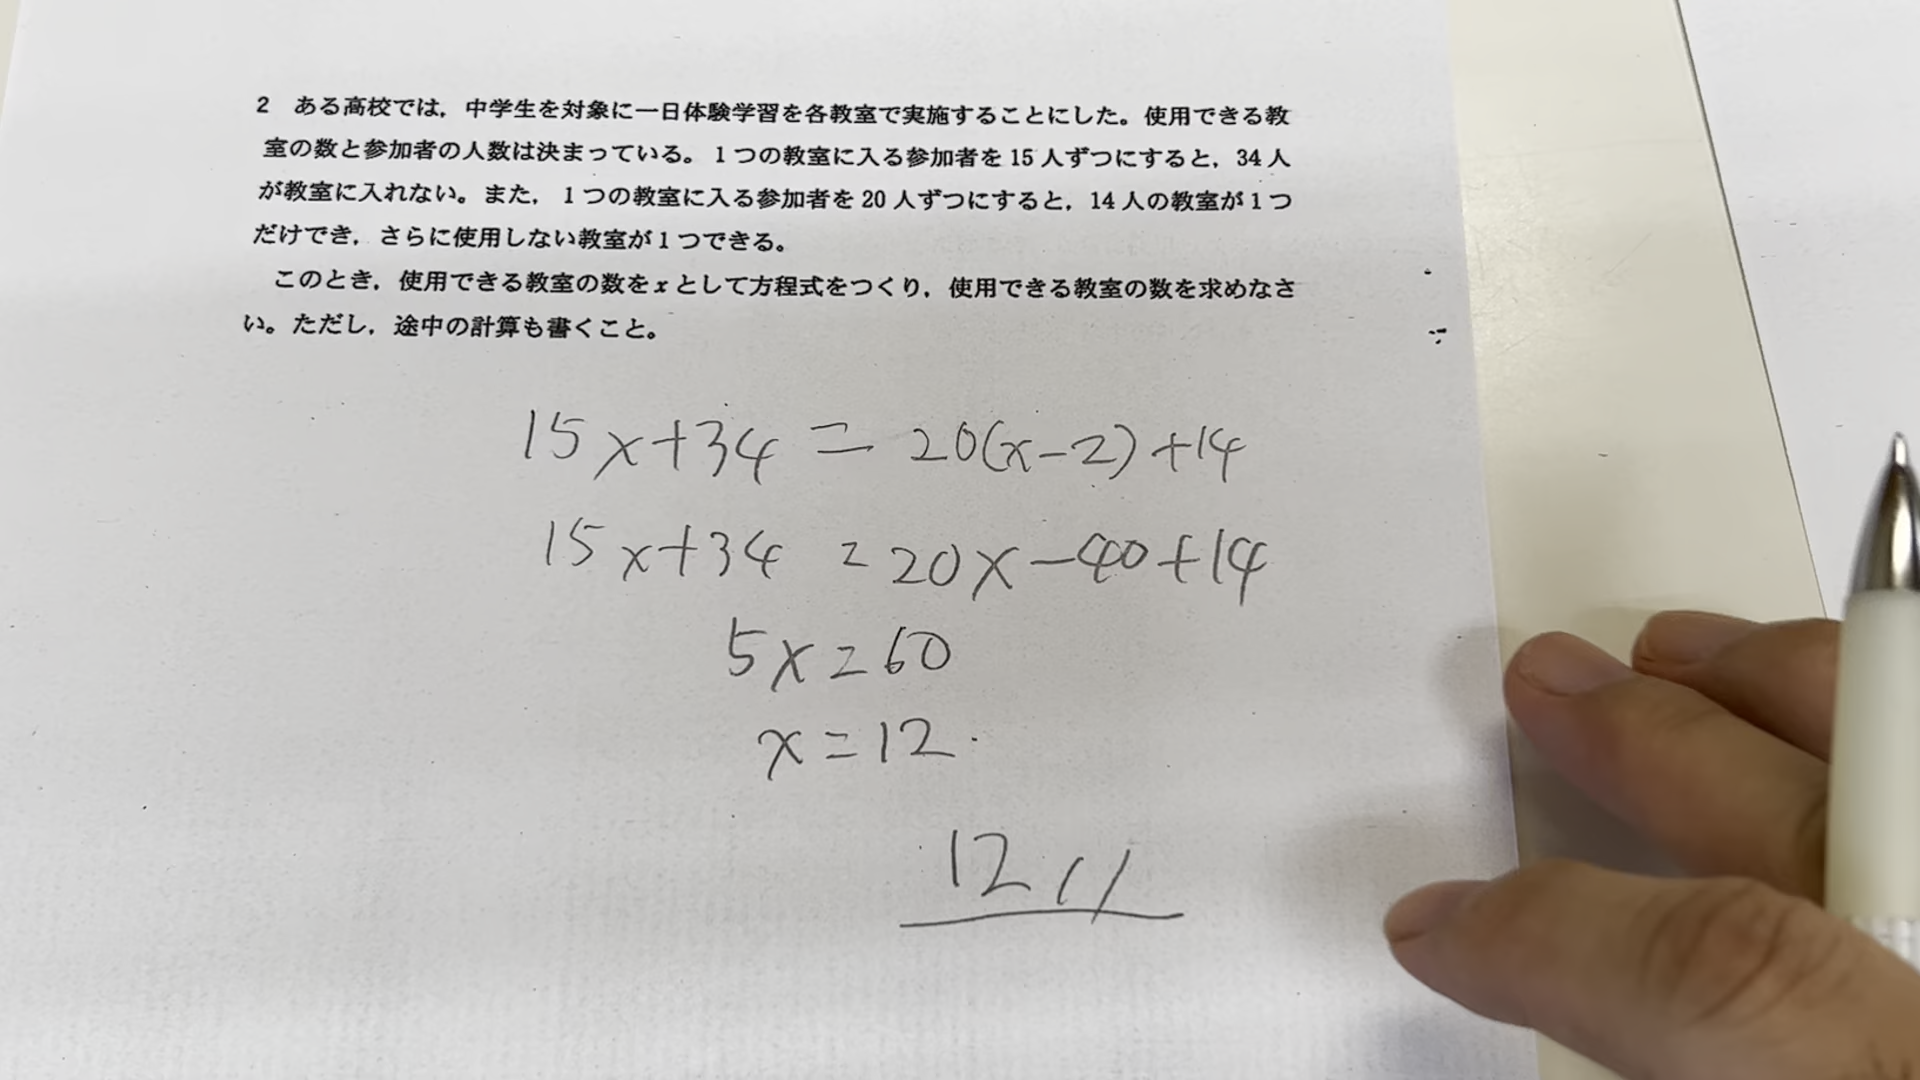 2 ある高校では，中学生を対象に一日体験学習を各教室で実施することにした。使用できる教
室の数と参加者の人数は決まっている。1つの教室に入る参加者を15人ずつにすると，34人
が教室に入れない。また，1つの教室に入る参加者を20人ずつにすると，14人の教室が1つ
だけでき，さらに使用しない教室が1つできる。
このとき，使用できる教室の数をxとして方程式をつくり，使用できる教室の数を求めなさ
い。ただし，途中の計算も書くこと。
15x+34=20(x-2)+14
15x+34=20x-40+14
5x=60
x=12.
12